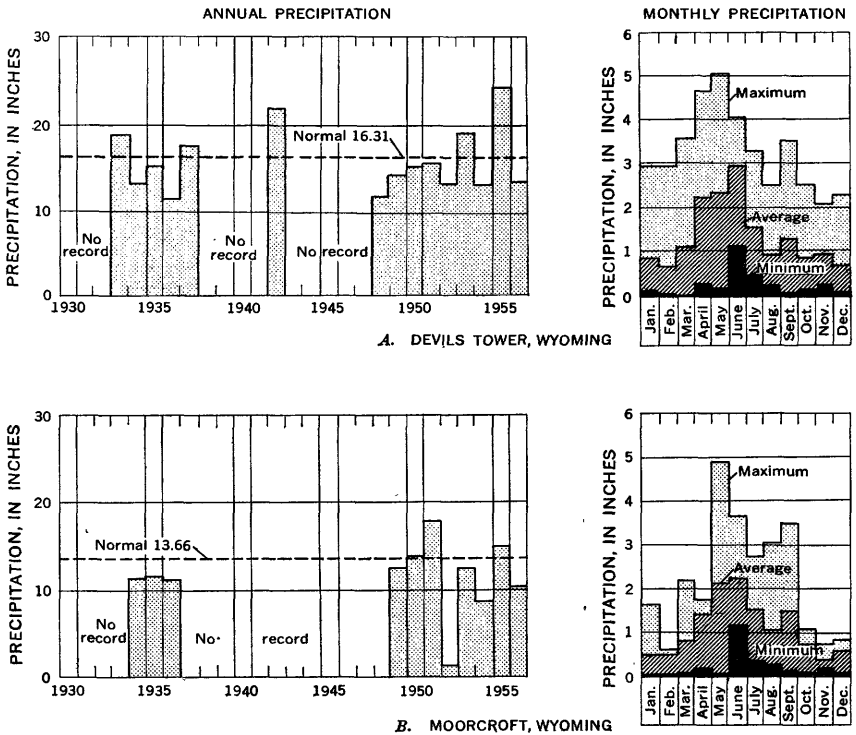 ANNUAL PRECIPITATION
MONTHLY PRECIPITATION
PRECIPITATION, IN INCHES
30
20
10
0
Normal 16.31
No
record
No
record
No record
1930
1935
1940
1945
1950
1955
PRECIPITATION, IN INCHES
6
5
4
3
2
1
0
Maximum
Average
Minimum
Jan.
Feb.
Mar.
April
May
June
July
Aug.
Sept.
Oct.
Nov.
Dec.
A. DEVILS TOWER, WYOMING
PRECIPITATION, IN INCHES
30
20
10
0
Normal 13.66
No
record
No record
1930
1935
1940
1945
1950
1955
PRECIPITATION, IN INCHES
6
5
4
3
2
1
0
Maximum
Average
Minimum
Jan.
Feb.
Mar.
April
May
June
July
Aug.
Sept.
Oct.
Nov.
Dec.
B. MOORCROFT, WYOMING